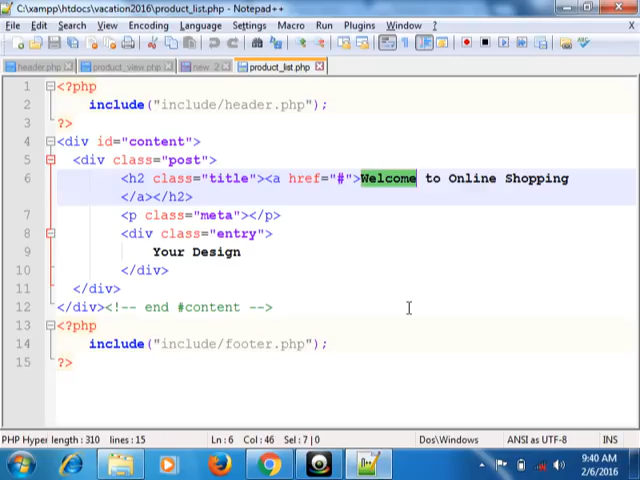 C:\xampp\htdocs\vacation2016\product_list.php - Notepad++
File Edit Search View Encoding Language Settings Macro Run Plugins Window ? X
header.php product_view.php new 2 product_list.php
1 <?php
2 include("include/header.php");
3 ?>
4 <div id="content">
5 <div class="post">
6 <h2 class="title"><a href="#">Welcome to Online Shopping
</a></h2>
7 <p class="meta"></p>
8 <div class="entry">
9 Your Design
10 </div>
11 </div>
12 </div><!-- end #content -->
13 <?php
14 include("include/footer.php");
15 ?>
PHP Hyper length : 310 lines : 15 Ln : 6 Col : 46 Sel : 7 | 0 Dos\Windows ANSI as UTF-8 INS
9:40 AM
2/6/2016